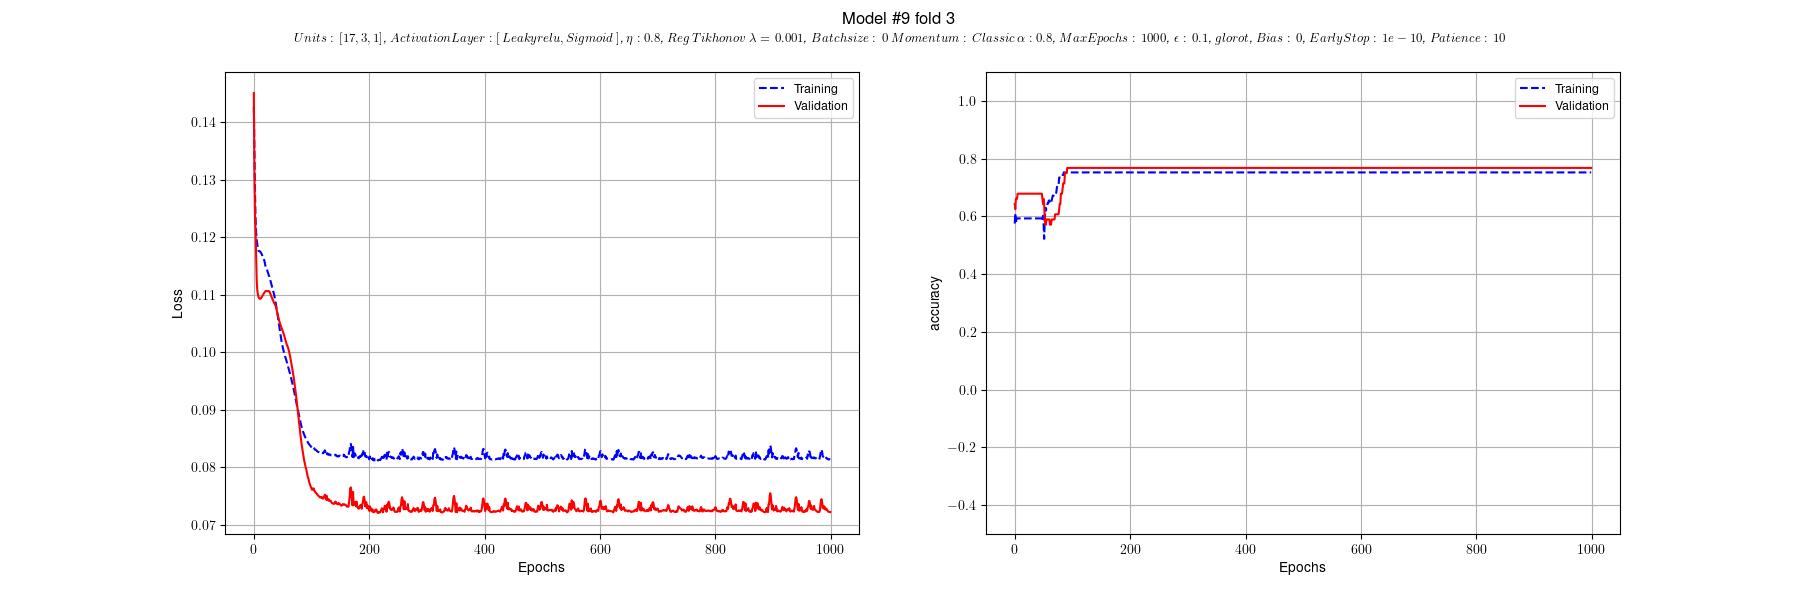 Model #9 fold 3
Units : [17, 3, 1], ActivationLayer : [ Leakyrelu, Sigmoid ], η : 0.8, Reg Tikhonov λ = 0.001, Batchsize : 0 Momentum : Classic α : 0.8, MaxEpochs : 1000, ϵ : 0.1, glorot, Bias : 0, EarlyStop : 1e − 10, Patience : 10
Loss
0.14
0.13
0.12
0.11
0.10
0.09
0.08
0.07
0 200 400 600 800 1000
Epochs
Training
Validation
accuracy
1.0
0.8
0.6
0.4
0.2
0.0
−0.2
−0.4
0 200 400 600 800 1000
Epochs
Training
Validation